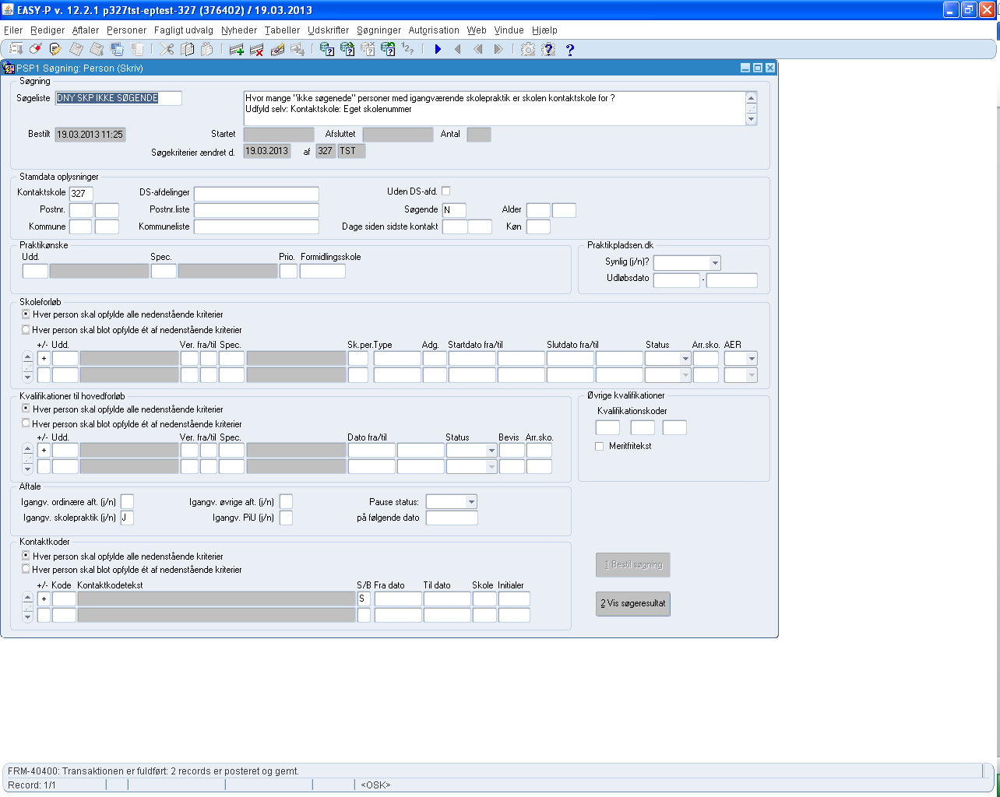 EASY-P v. 12.2.1 p327tst-eptest-327 (376402) / 19.03.2013
Filer Rediger Aftaler Personer Fagligt udvalg Nyheder Tabeller Udskrifter Søgninger Autorisation Web Vindue Hjælp
PSP1 Søgning: Person (Skriv)
Søgning
Søgeliste DNY SKP IKKE SØGENDE
Hvor mange "ikke søgenede" personer med igangværende skolepraktik er skolen kontaktskole for ?
Udfyld selv: Kontaktskole: Eget skolenummer
Bestilt 19.03.2013 11:25 Startet Afsluttet Antal
Søgekriterier ændret d. 19.03.2013 af 327 TST
Stamdata oplysninger
Kontaktskole 327 DS-afdelinger Uden DS-afd.
Postnr. Postnr.liste Søgende N Alder
Kommune Kommuneliste Dage siden sidste kontakt Køn
Praktikønske
Udd. Spec. Prio. Formidlingsskole
Praktikpladsen.dk
Synlig (j/n)?
Udløbsdato -
Skoleforløb
Hver person skal opfylde alle nedenstående kriterier
Hver person skal blot opfylde ét af nedenstående kriterier
+/- Udd. Ver. fra/til Spec. Sk.per. Type Adg. Startdato fra/til Slutdato fra/til Status Arr.sko. AER
+
Kvalifikationer til hovedforløb
Hver person skal opfylde alle nedenstående kriterier
Hver person skal blot opfylde ét af nedenstående kriterier
+/- Udd. Ver. fra/til Spec. Dato fra/til Status Bevis Arr.sko.
+
Øvrige kvalifikationer
Kvalifikationskoder
Meritfritekst
Aftale
Igangv. ordinære aft. (j/n) Igangv. øvrige aft. (j/n) Pause status:
Igangv. skolepraktik (j/n) J Igangv. PiU (j/n) på følgende dato
Kontaktkoder
Hver person skal opfylde alle nedenstående kriterier
Hver person skal blot opfylde ét af nedenstående kriterier
+/- Kode Kontaktkodetekst S/B Fra dato Til dato Skole Initialer
+ S
1 Bestil søgning
2 Vis søgeresultat
FRM-40400: Transaktionen er fuldført: 2 records er posteret og gemt.
Record: 1/1 <OSK>